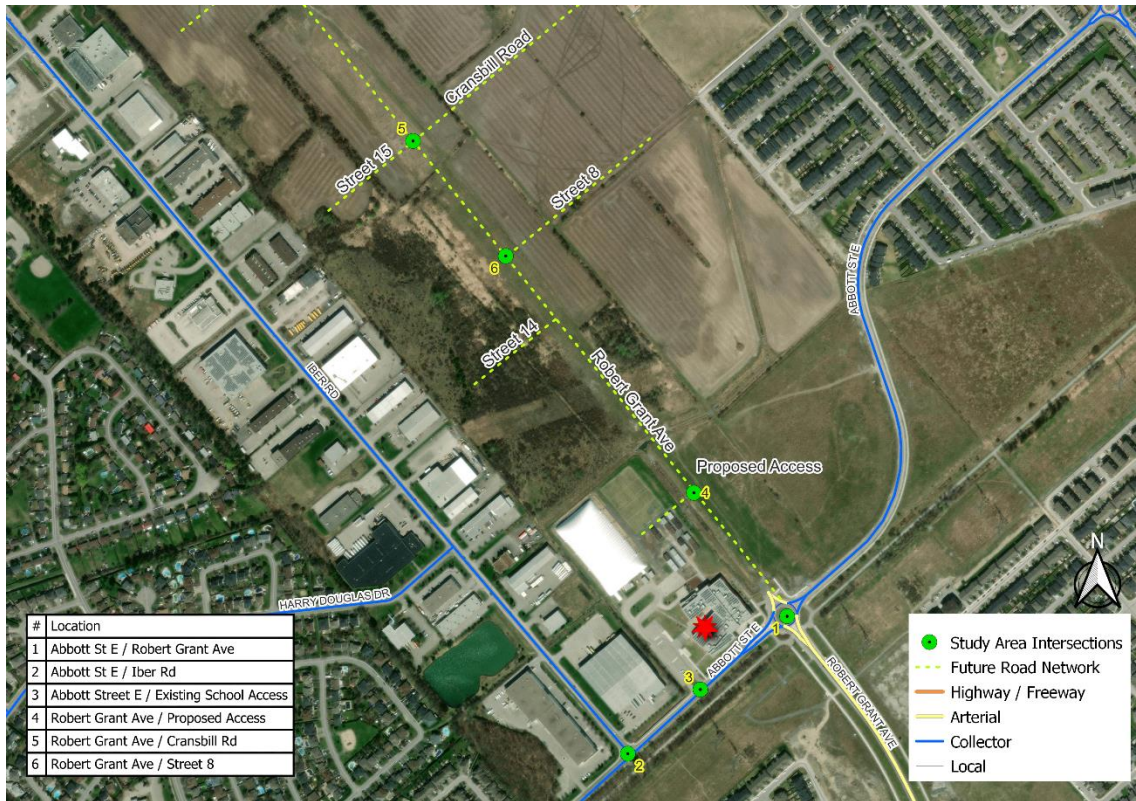 Cransbill Road
5
Street 15
Street 8
6
Street 14
ABBOTT ST E
IBER RD
Robert Grant Ave
Proposed Access
4
N
HARRY DOUGLAS DR
1
ABBOTT ST E
3
ROBERT GRANT AVE
2
# Location
1 Abbott St E / Robert Grant Ave
2 Abbott St E / Iber Rd
3 Abbott Street E / Existing School Access
4 Robert Grant Ave / Proposed Access
5 Robert Grant Ave / Cransbill Rd
6 Robert Grant Ave / Street 8
Study Area Intersections
Future Road Network
Highway / Freeway
Arterial
Collector
Local